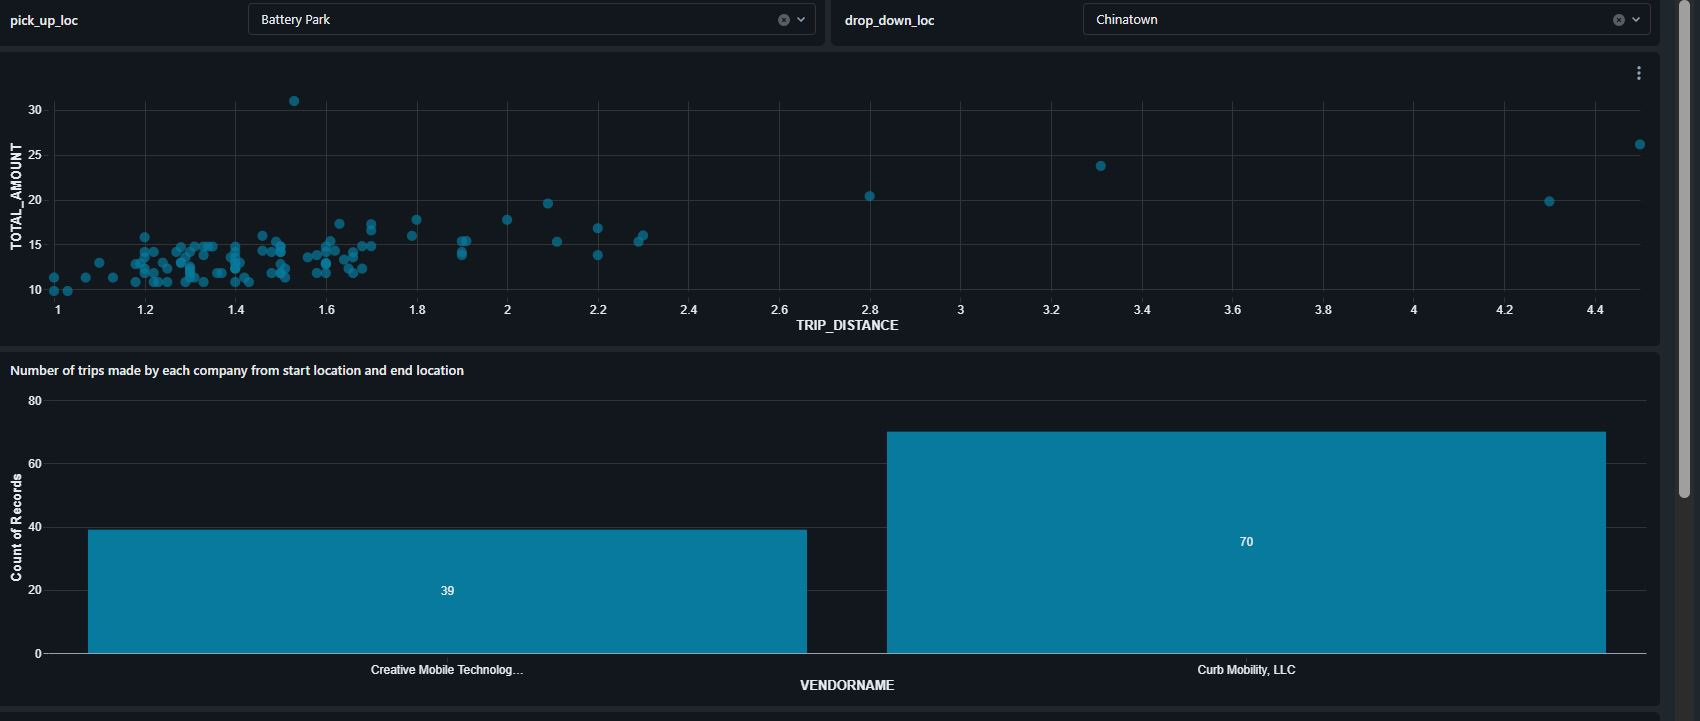 pick_up_loc
Battery Park
drop_down_loc
Chinatown
TOTAL_AMOUNT
30
25
20
15
10
1 1.2 1.4 1.6 1.8 2 2.2 2.4 2.6 2.8 3 3.2 3.4 3.6 3.8 4 4.2 4.4
TRIP_DISTANCE
Number of trips made by each company from start location and end location
Count of Records
80
60
40
20
0
39
70
Creative Mobile Technolog...
Curb Mobility, LLC
VENDORNAME